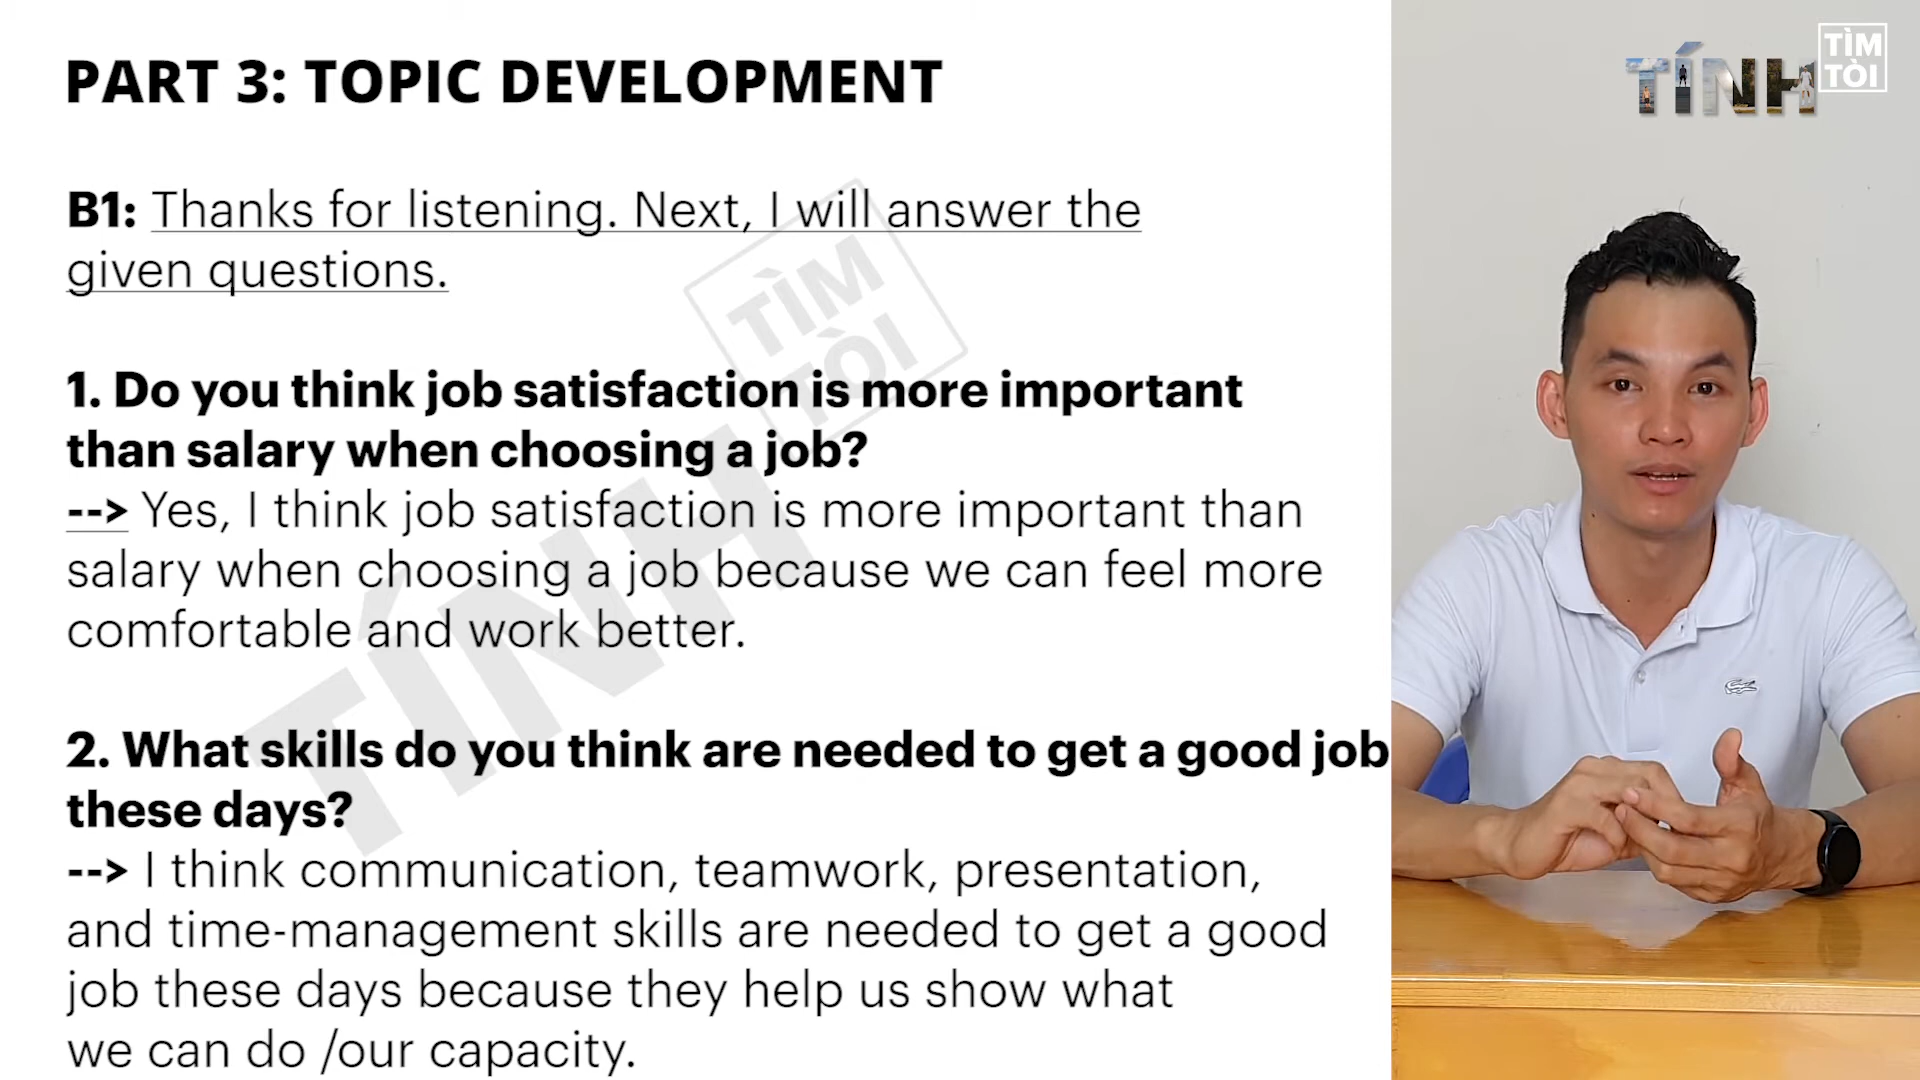 PART 3: TOPIC DEVELOPMENT
B1: Thanks for listening. Next, I will answer the
given questions.
1. Do you think job satisfaction is more important
than salary when choosing a job?
--> Yes, I think job satisfaction is more important than
salary when choosing a job because we can feel more
comfortable and work better.
2. What skills do you think are needed to get a good job
these days?
--> I think communication, teamwork, presentation,
and time-management skills are needed to get a good
job these days because they help us show what
we can do /our capacity.
TÍNH
TÌM
TÒI
TÌM
TÒI
TÍNH